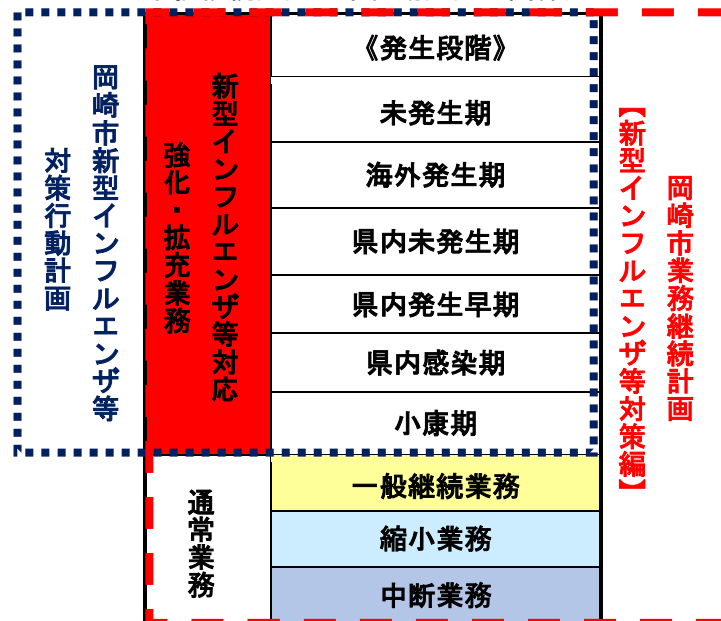 岡崎市新型インフルエンザ等
対策行動計画
新型インフルエンザ等対応
強化・拡充業務
《発生段階》
未発生期
海外発生期
県内未発生期
県内発生早期
県内感染期
小康期
通常業務
一般継続業務
縮小業務
中断業務
岡崎市業務継続計画
【新型インフルエンザ等対策編】